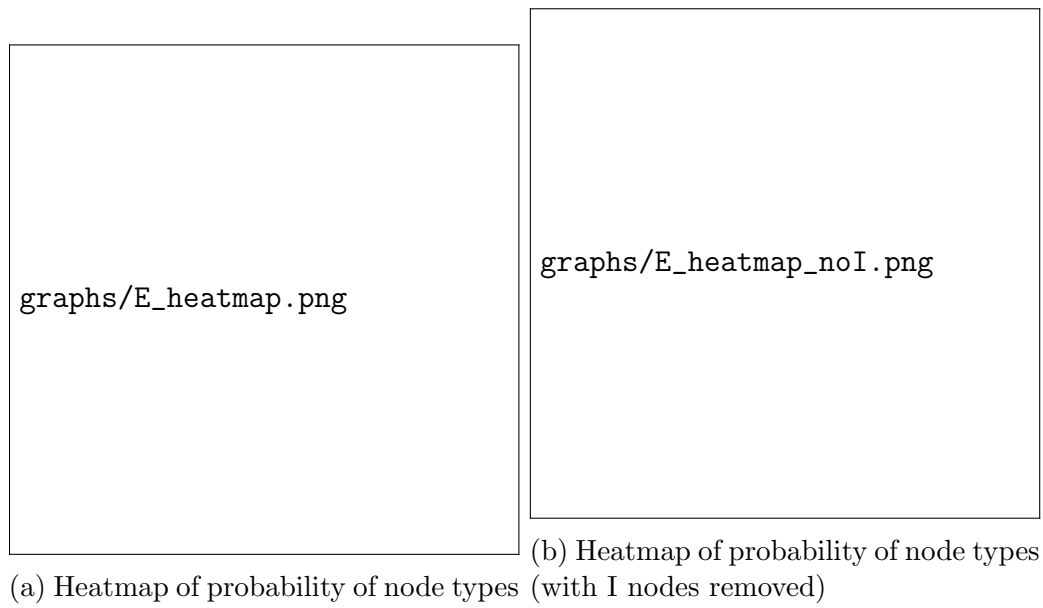 graphs/E_heatmap.png
(a) Heatmap of probability of node types
graphs/E_heatmap_noI.png
(b) Heatmap of probability of node types
(with I nodes removed)